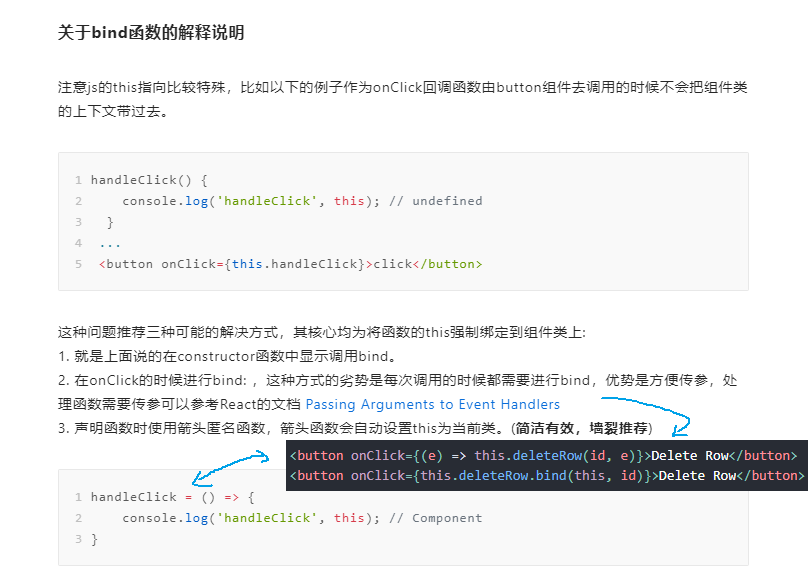 关于bind函数的解释说明
注意js的this指向比较特殊，比如以下的例子作为onClick回调函数由button组件去调用的时候不会把组件类
的上下文带过去。
1 handleClick() {
2     console.log('handleClick', this); // undefined
3   }
4  ...
5  <button onClick={this.handleClick}>click</button>
这种问题推荐三种可能的解决方式，其核心均为将函数的this强制绑定到组件类上:
1. 就是上面说的在constructor函数中显示调用bind。
2. 在onClick的时候进行bind: ，这种方式的劣势是每次调用的时候都需要进行bind，优势是方便传参，处
理函数需要传参可以参考React的文档 Passing Arguments to Event Handlers
3. 声明函数时使用箭头匿名函数，箭头函数会自动设置this为当前类。(简洁有效，墙裂推荐)
<button onClick={(e) => this.deleteRow(id, e)}>Delete Row</button>
<button onClick={this.deleteRow.bind(this, id)}>Delete Row</button>
1 handleClick = () => {
2     console.log('handleClick', this); // Component
3 }